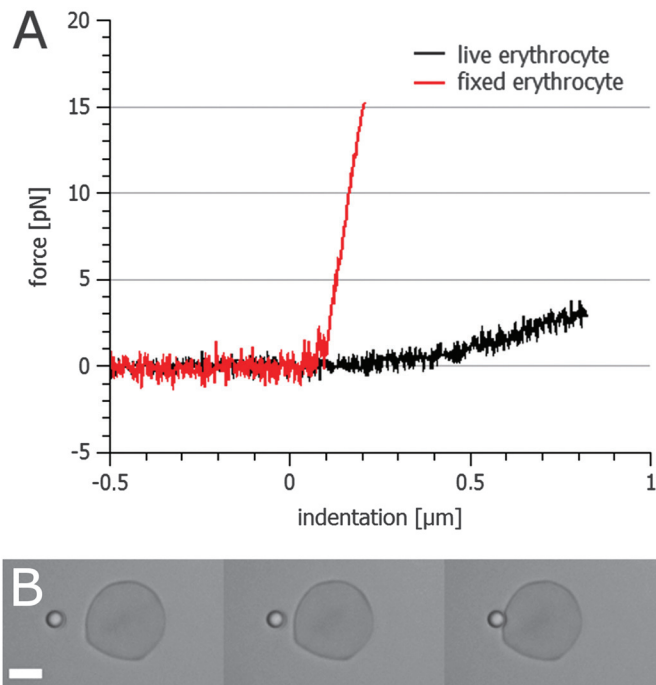 A
20
15
10
5
0
-5
force [pN]
live erythrocyte
fixed erythrocyte
-0.5 0 0.5 1
indentation [µm]
B